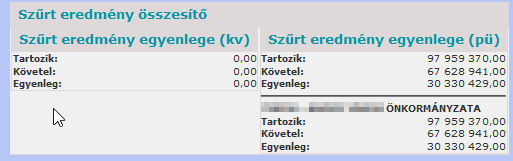 Szűrt eredmény összesítő
Szűrt eredmény egyenlege (kv) Szűrt eredmény egyenlege (pü)
Tartozik: 0,00 Tartozik: 97 959 370,00
Követel: 0,00 Követel: 67 628 941,00
Egyenleg: 0,00 Egyenleg: 30 330 429,00
ÖNKORMÁNYZATA
Tartozik: 97 959 370,00
Követel: 67 628 941,00
Egyenleg: 30 330 429,00